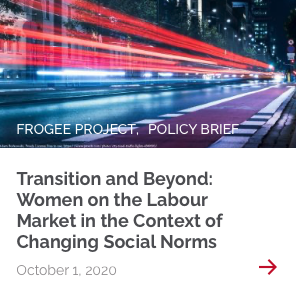 FROGEE PROJECT, POLICY BRIEF
Transition and Beyond:
Women on the Labour
Market in the Context of
Changing Social Norms
October 1, 2020